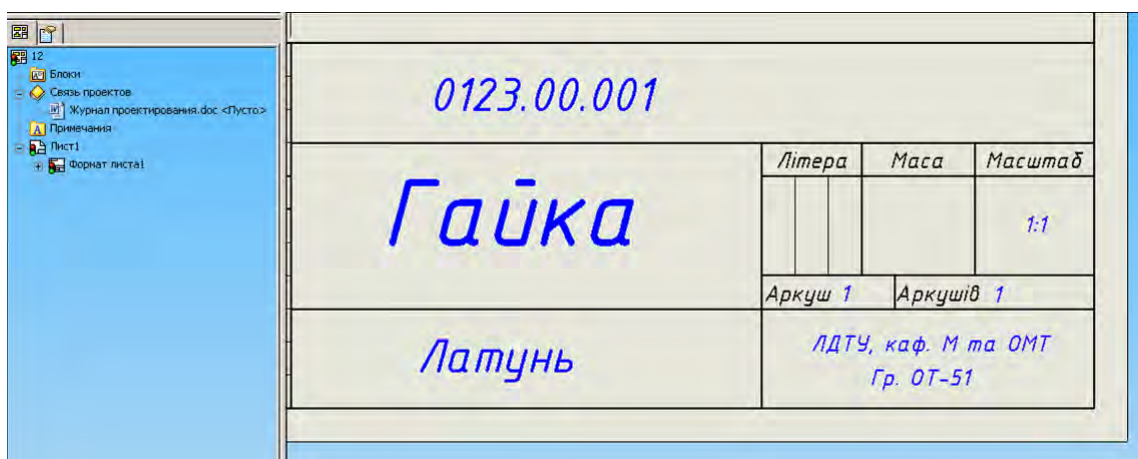 12
Блоки
Связь проектов
Журнал проектирования.doc <Пусто>
Примечания
Лист1
Формат листа1
0123.00.001
Гайка
Літера Маса Масштаб
1:1
Аркуш 1 Аркушів 1
Латунь
ЛДТУ, каф. М та ОМТ
Гр. ОТ-51